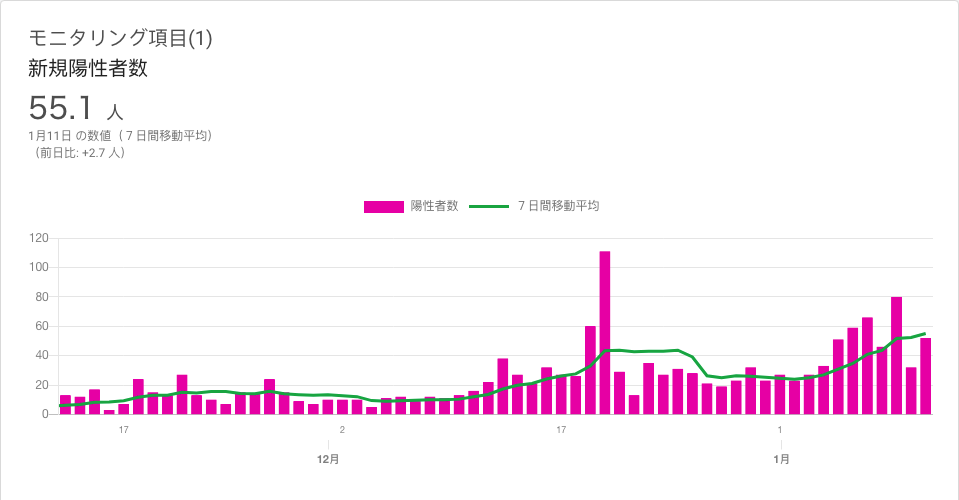 モニタリング項目(1)
新規陽性者数
55.1 人
1月11日 の数値（７日間移動平均）
（前日比: +2.7 人）
陽性者数 ７日間移動平均
120
100
80
60
40
20
0
17 2 17 1
12月 1月